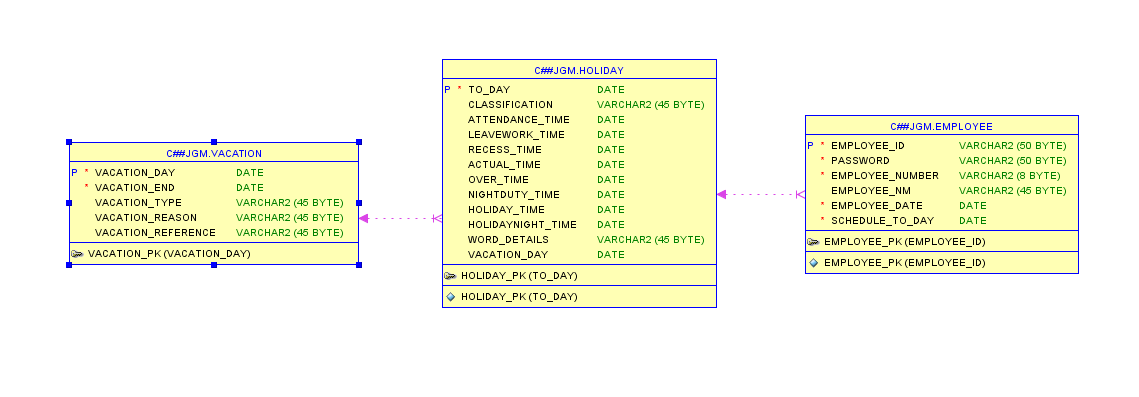 C##JGM.VACATION
P * VACATION_DAY DATE
* VACATION_END DATE
VACATION_TYPE VARCHAR2 (45 BYTE)
VACATION_REASON VARCHAR2 (45 BYTE)
VACATION_REFERENCE VARCHAR2 (45 BYTE)
VACATION_PK (VACATION_DAY)
C##JGM.HOLIDAY
P * TO_DAY DATE
CLASSIFICATION VARCHAR2 (45 BYTE)
ATTENDANCE_TIME DATE
LEAVEWORK_TIME DATE
RECESS_TIME DATE
ACTUAL_TIME DATE
OVER_TIME DATE
NIGHTDUTY_TIME DATE
HOLIDAY_TIME DATE
HOLIDAYNIGHT_TIME DATE
WORD_DETAILS VARCHAR2 (45 BYTE)
VACATION_DAY DATE
HOLIDAY_PK (TO_DAY)
HOLIDAY_PK (TO_DAY)
C##JGM.EMPLOYEE
P * EMPLOYEE_ID VARCHAR2 (50 BYTE)
* PASSWORD VARCHAR2 (50 BYTE)
* EMPLOYEE_NUMBER VARCHAR2 (8 BYTE)
EMPLOYEE_NM VARCHAR2 (45 BYTE)
* EMPLOYEE_DATE DATE
* SCHEDULE_TO_DAY DATE
EMPLOYEE_PK (EMPLOYEE_ID)
EMPLOYEE_PK (EMPLOYEE_ID)